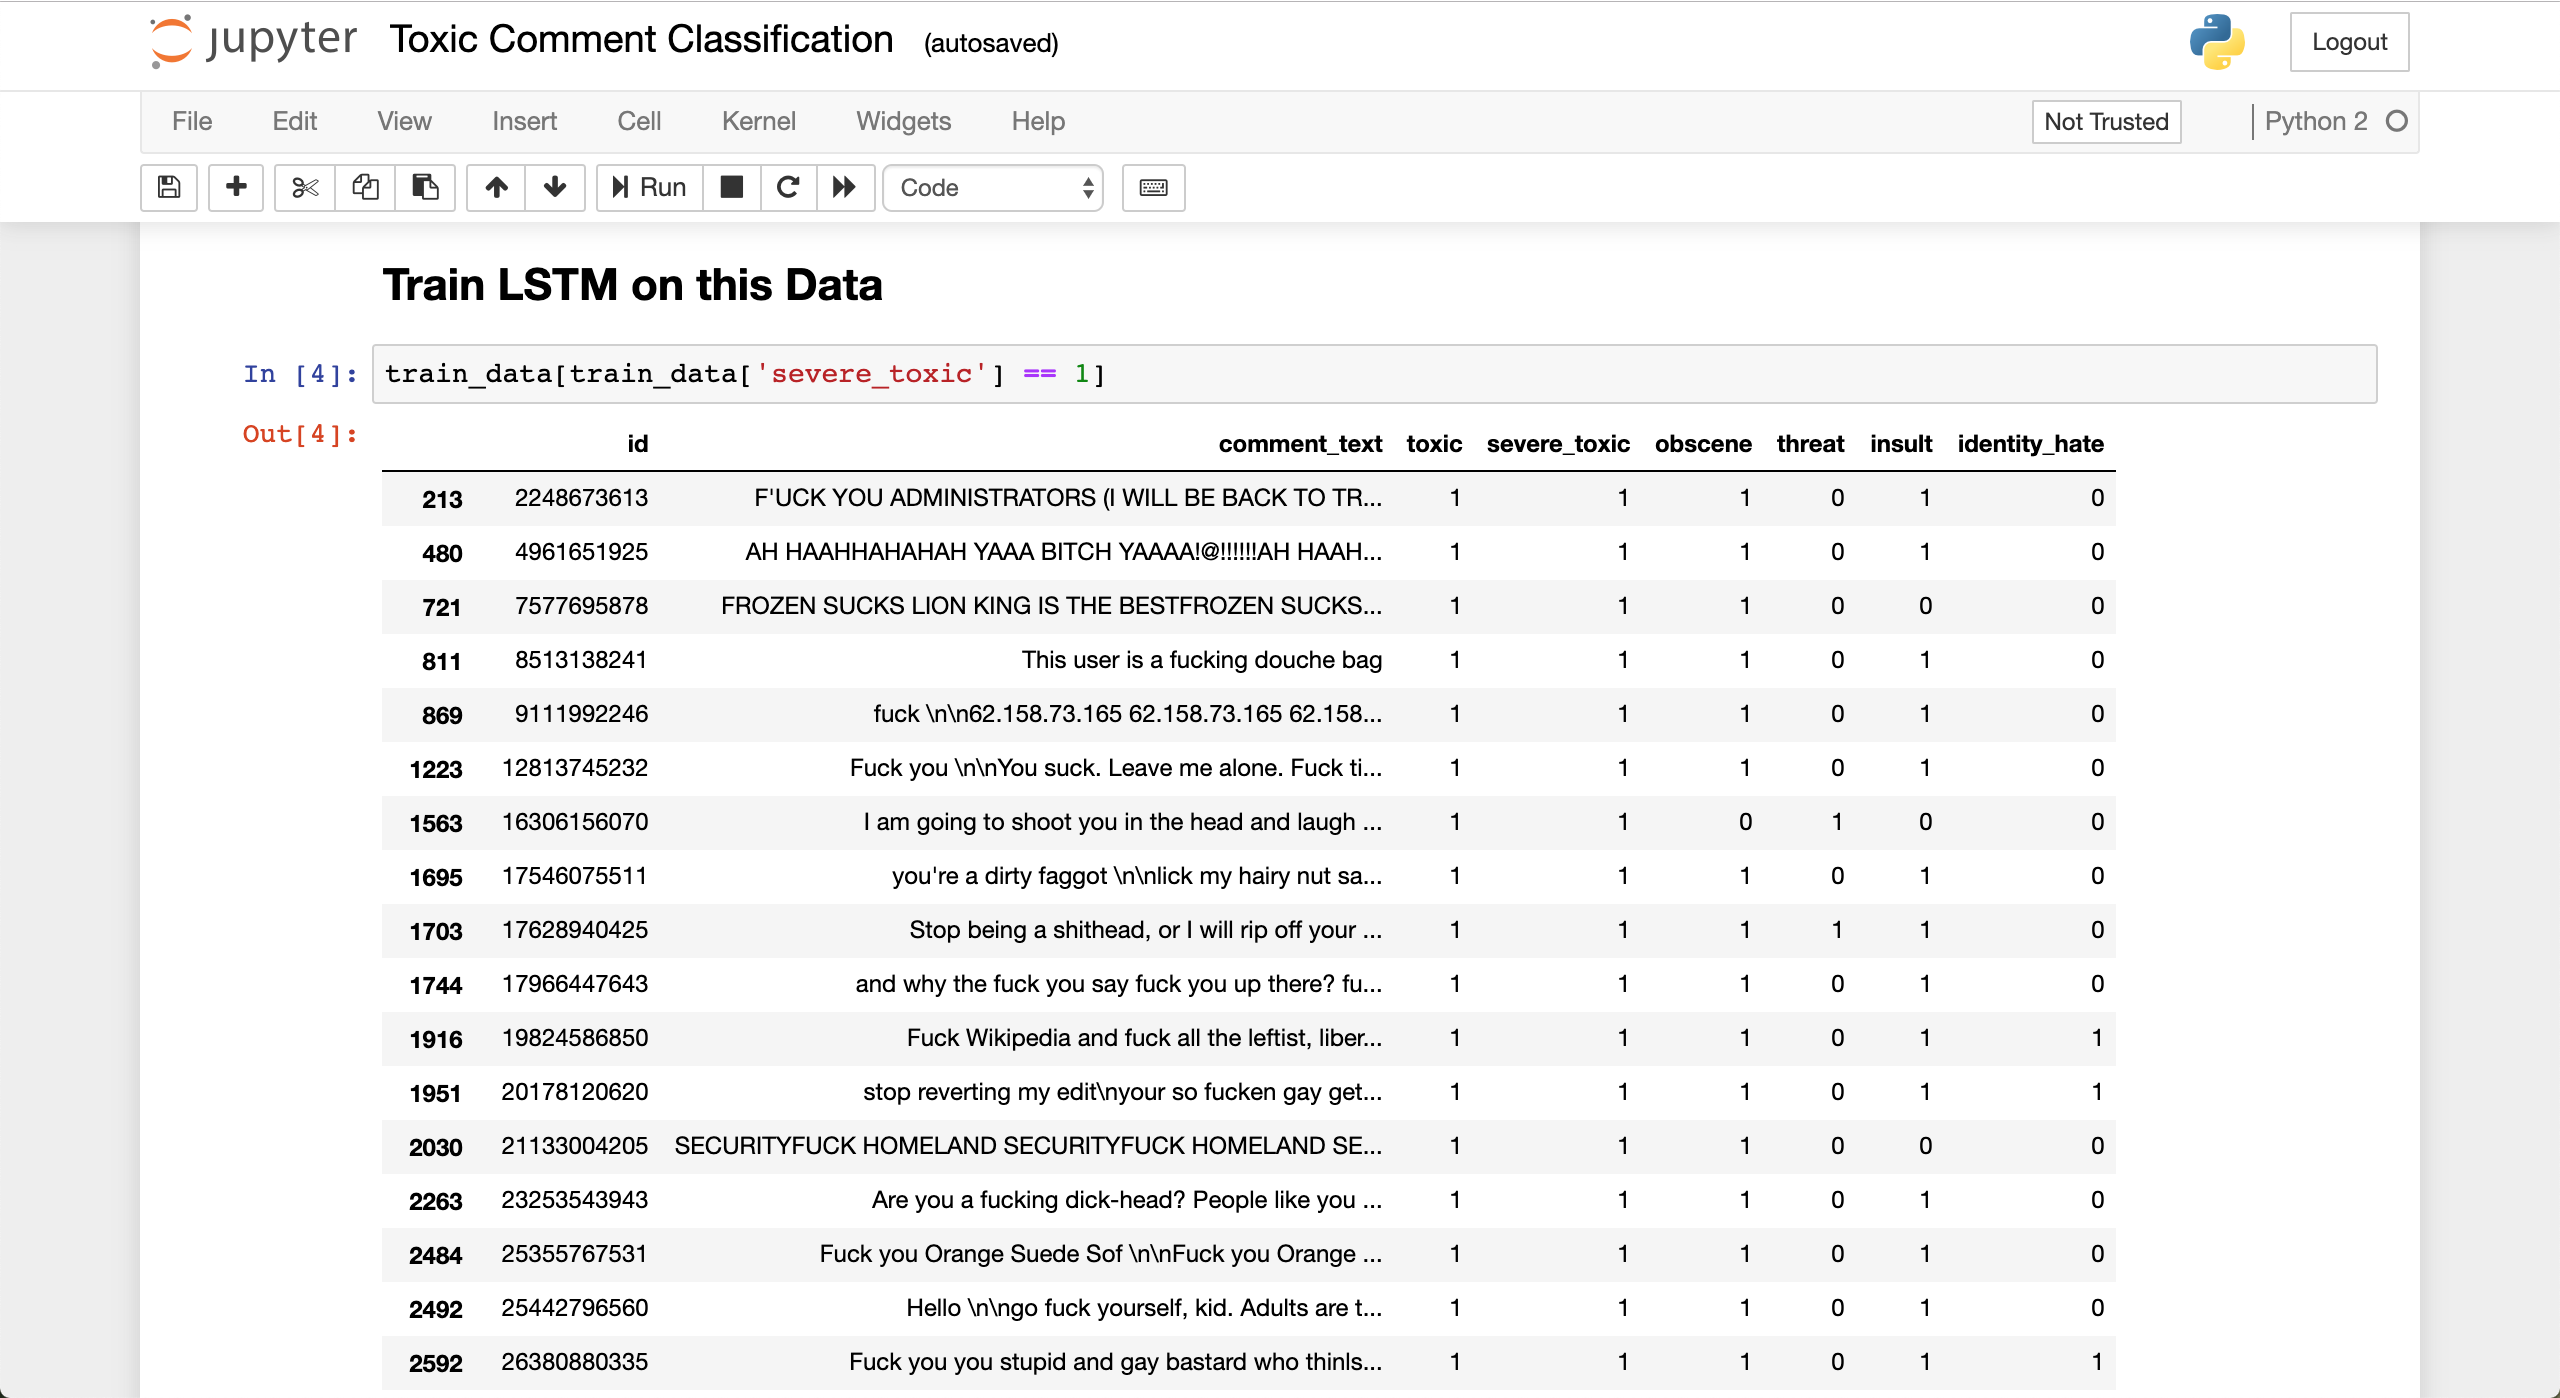 jupyter Toxic Comment Classification (autosaved) Logout
File Edit View Insert Cell Kernel Widgets Help Not Trusted Python 2
Run Code
Train LSTM on this Data
In [4]: train_data[train_data['severe_toxic'] == 1]
Out[4]:
id comment_text toxic severe_toxic obscene threat insult identity_hate
213 2248673613 F'UCK YOU ADMINISTRATORS (I WILL BE BACK TO TR... 1 1 1 0 1 0
480 4961651925 AH HAAHHAHAHAH YAAA BITCH YAAAA!@!!!!!!AH HAAH... 1 1 1 0 1 0
721 7577695878 FROZEN SUCKS LION KING IS THE BESTFROZEN SUCKS... 1 1 1 0 0 0
811 8513138241 This user is a fucking douche bag 1 1 1 0 1 0
869 9111992246 fuck \n\n62.158.73.165 62.158.73.165 62.158... 1 1 1 0 1 0
1223 12813745232 Fuck you \n\nYou suck. Leave me alone. Fuck ti... 1 1 1 0 1 0
1563 16306156070 I am going to shoot you in the head and laugh ... 1 1 0 1 0 0
1695 17546075511 you're a dirty faggot \n\nlick my hairy nut sa... 1 1 1 0 1 0
1703 17628940425 Stop being a shithead, or I will rip off your ... 1 1 1 1 1 0
1744 17966447643 and why the fuck you say fuck you up there? fu... 1 1 1 0 1 0
1916 19824586850 Fuck Wikipedia and fuck all the leftist, liber... 1 1 1 0 1 1
1951 20178120620 stop reverting my edit\nyour so fucken gay get... 1 1 1 0 1 1
2030 21133004205 SECURITYFUCK HOMELAND SECURITYFUCK HOMELAND SE... 1 1 1 0 0 0
2263 23253543943 Are you a fucking dick-head? People like you ... 1 1 1 0 1 0
2484 25355767531 Fuck you Orange Suede Sof \n\nFuck you Orange ... 1 1 1 0 1 0
2492 25442796560 Hello \n\ngo fuck yourself, kid. Adults are t... 1 1 1 0 1 0
2592 26380880335 Fuck you you stupid and gay bastard who thinls... 1 1 1 0 1 1